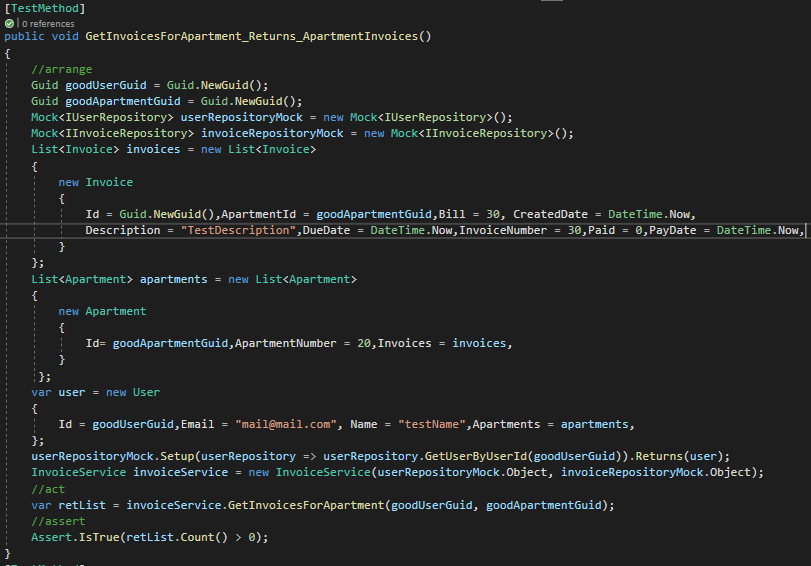 [TestMethod]
| 0 references
public void GetInvoicesForApartment_Returns_ApartmentInvoices()
{
//arrange
Guid goodUserGuid = Guid.NewGuid();
Guid goodApartmentGuid = Guid.NewGuid();
Mock<IUserRepository> userRepositoryMock = new Mock<IUserRepository>();
Mock<IInvoiceRepository> invoiceRepositoryMock = new Mock<IInvoiceRepository>();
List<Invoice> invoices = new List<Invoice>
{
new Invoice
{
Id = Guid.NewGuid(),ApartmentId = goodApartmentGuid,Bill = 30, CreatedDate = DateTime.Now,
Description = "TestDescription",DueDate = DateTime.Now,InvoiceNumber = 30,Paid = 0,PayDate = DateTime.Now,
}
};
List<Apartment> apartments = new List<Apartment>
{
new Apartment
{
Id= goodApartmentGuid,ApartmentNumber = 20,Invoices = invoices,
}
};
var user = new User
{
Id = goodUserGuid,Email = "mail@mail.com", Name = "testName",Apartments = apartments,
};
userRepositoryMock.Setup(userRepository => userRepository.GetUserByUserId(goodUserGuid)).Returns(user);
InvoiceService invoiceService = new InvoiceService(userRepositoryMock.Object, invoiceRepositoryMock.Object);
//act
var retList = invoiceService.GetInvoicesForApartment(goodUserGuid, goodApartmentGuid);
//assert
Assert.IsTrue(retList.Count() > 0);
}